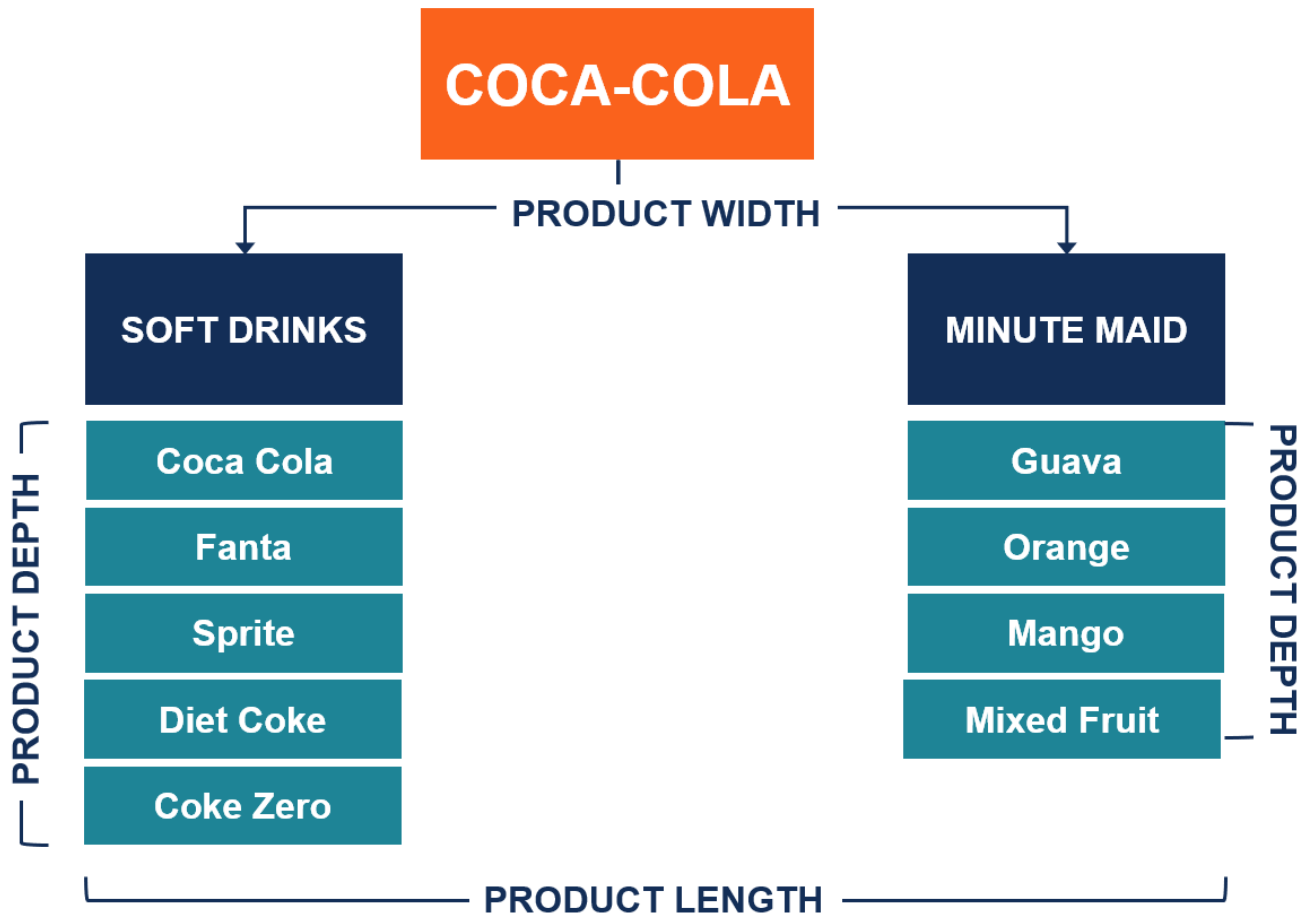 COCA-COLA
PRODUCT WIDTH
SOFT DRINKS
MINUTE MAID
PRODUCT DEPTH
Coca Cola
Fanta
Sprite
Diet Coke
Coke Zero
Guava
Orange
Mango
Mixed Fruit
PRODUCT DEPTH
PRODUCT LENGTH